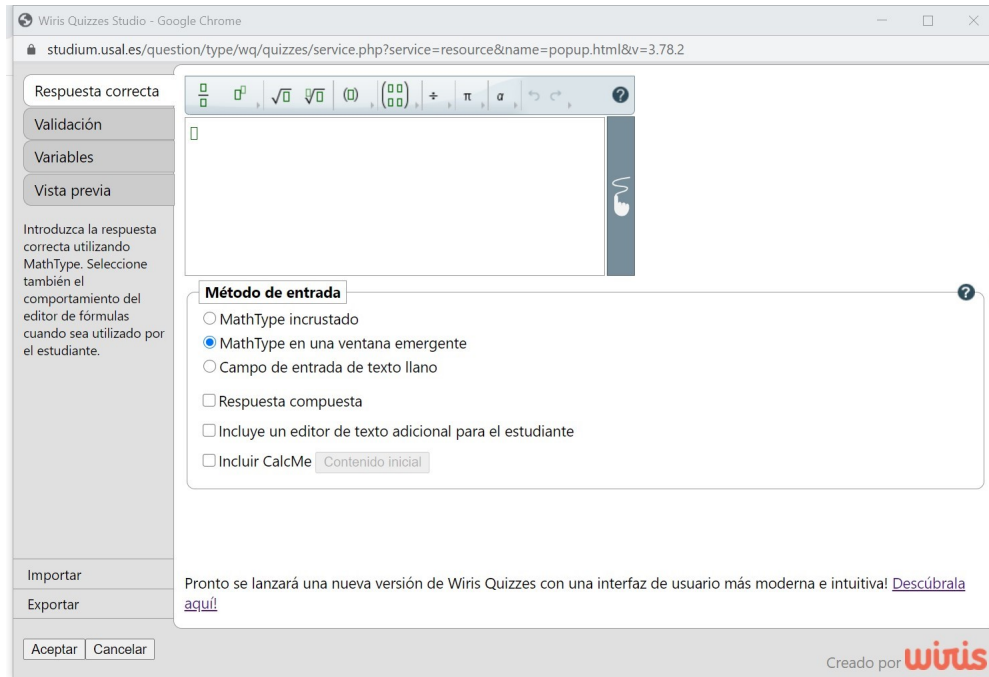 Wiris Quizzes Studio - Google Chrome
studium.usal.es/question/type/wq/quizzes/service.php?service=resource&name=popup.html&v=3.78.2
Respuesta correcta
Validación
Variables
Vista previa
Introduzca la respuesta
correcta utilizando
MathType. Seleccione
también el
comportamiento del
editor de fórmulas
cuando sea utilizado por
el estudiante.
÷ π α
Método de entrada
MathType incrustado
MathType en una ventana emergente
Campo de entrada de texto llano
Respuesta compuesta
Incluye un editor de texto adicional para el estudiante
Incluir CalcMe Contenido inicial
Importar
Exportar
Pronto se lanzará una nueva versión de Wiris Quizzes con una interfaz de usuario más moderna e intuitiva! Descúbrala
aquí!
Aceptar Cancelar
Creado por wiris